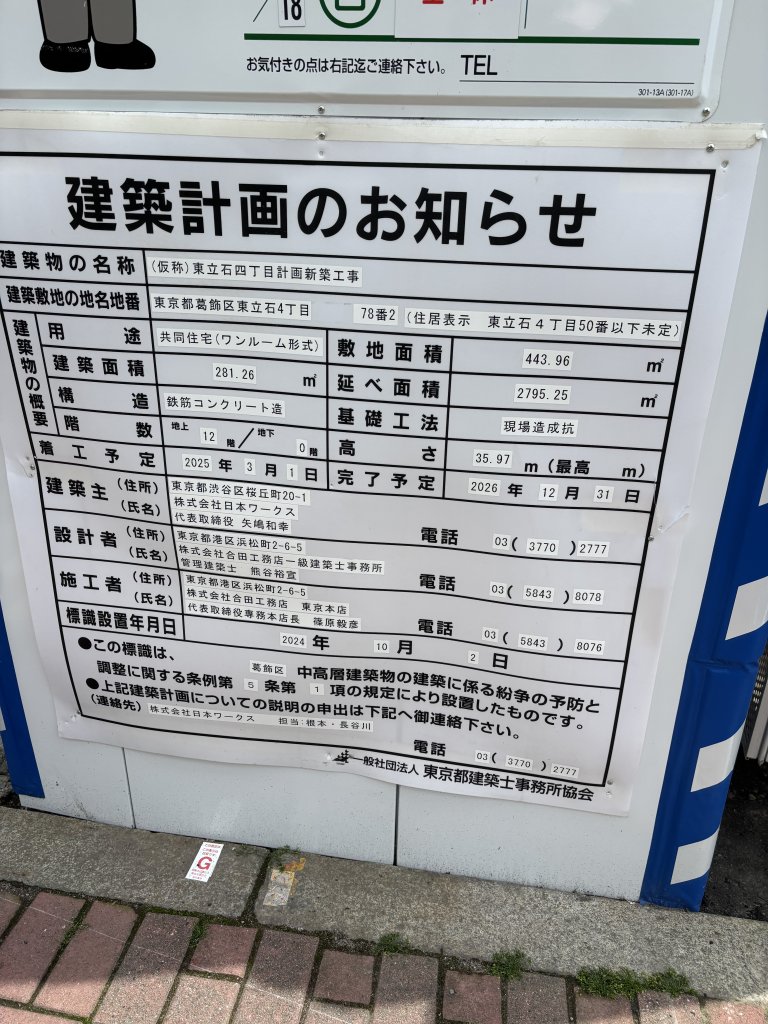 18
お気付きの点は右記迄ご連絡下さい。 TEL
301-13A (301-17A)
建築計画のお知らせ
建築物の名称 (仮称)東立石四丁目計画新築工事
建築敷地の地名地番 東京都葛飾区東立石4丁目 78番2 (住居表示 東立石4丁目50番以下未定)
建築物の概要
用途 共同住宅(ワンルーム形式) 敷地面積 443.96 ㎡
建築面積 281.26 ㎡ 延べ面積 2795.25 ㎡
構造 鉄筋コンクリート造 基礎工法 現場造成抗
階数 地上 12 階/地下 0 階 高さ 35.97 m (最高 m)
着工予定 2025 年 3 月 1 日 完了予定 2026 年 12 月 31 日
建築主 (住所) 東京都渋谷区桜丘町20-1
(氏名) 株式会社日本ワークス
代表取締役 矢嶋和幸 電話 03 ( 3770 ) 2777
設計者 (住所) 東京都港区浜松町2-6-5
(氏名) 株式会社合田工務店一級建築士事務所
管理建築士 熊谷裕宣 電話 03 ( 5843 ) 8078
施工者 (住所) 東京都港区浜松町2-6-5
(氏名) 株式会社合田工務店 東京本店
代表取締役専務本店長 篠原毅彦 電話 03 ( 5843 ) 8076
標識設置年月日 2024 年 10 月 2 日
●この標識は、 葛飾区 中高層建築物の建築に係る紛争の予防と
調整に関する条例第 5 条第 1 項の規定により設置したものです。
●上記建築計画についての説明の申出は下記へ御連絡下さい。
(連絡先) 株式会社日本ワークス 担当:根本・長谷川 電話 03 ( 3770 ) 2777
一般社団法人 東京都建築士事務所協会
G